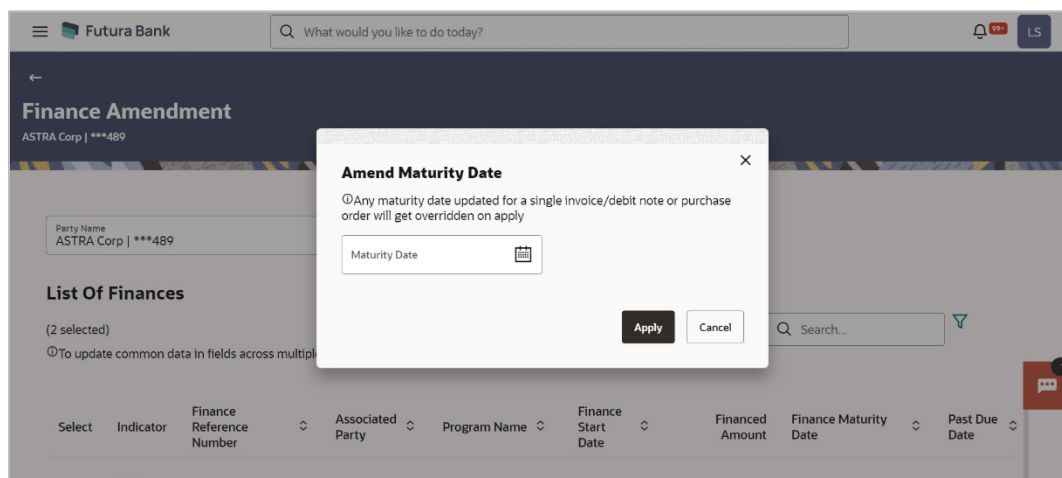 Futura Bank
What would you like to do today?
99+
LS
Finance Amendment
ASTRA Corp | ***489
Amend Maturity Date
Any maturity date updated for a single invoice/debit note or purchase
order will get overridden on apply
Maturity Date
Apply
Cancel
Party Name
ASTRA Corp | ***489
List Of Finances
(2 selected)
Search...
To update common data in fields across multipl
Select
Indicator
Finance
Reference
Number
Associated
Party
Program Name
Finance
Start
Date
Financed
Amount
Finance Maturity
Date
Past Due
Date